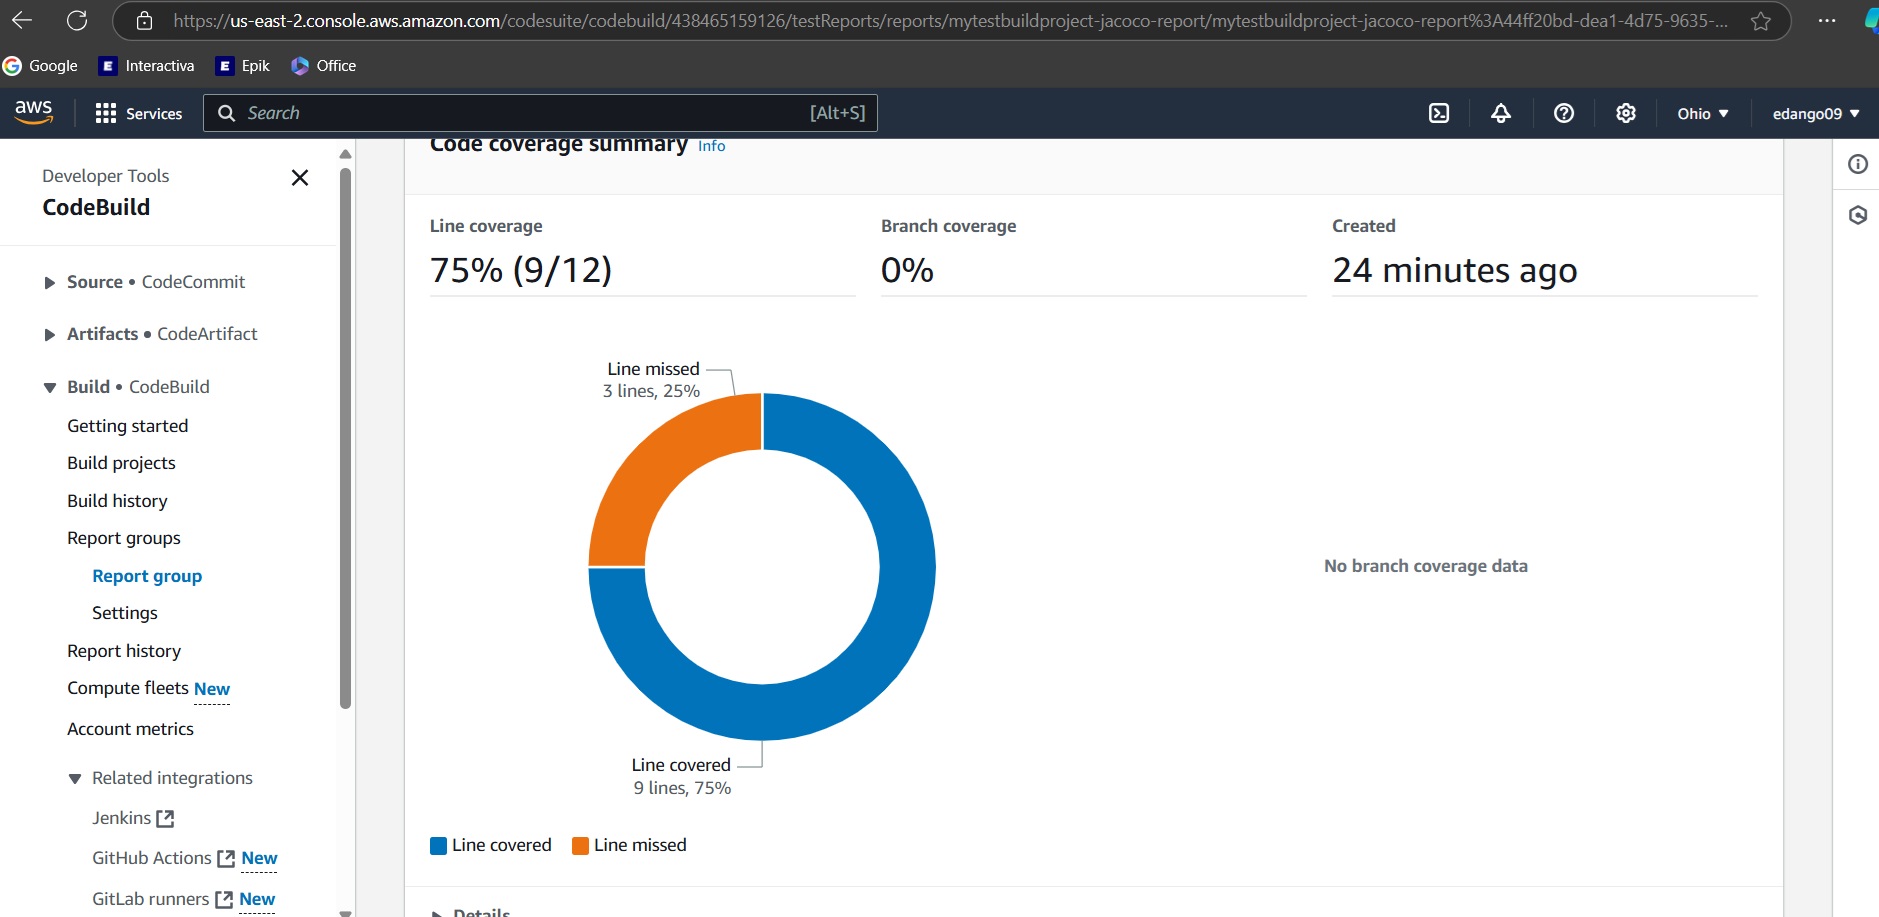 https://us-east-2.console.aws.amazon.com/codesuite/codebuild/438465159126/testReports/reports/mytestbuildproject-jacoco-report/mytestbuildproject-jacoco-report%3A44ff20bd-dea1-4d75-9635-...
Google Interactiva Epik Office
aws Services Search [Alt+S] Ohio edango09
Developer Tools
CodeBuild
Source • CodeCommit
Artifacts • CodeArtifact
Build • CodeBuild
Getting started
Build projects
Build history
Report groups
Report group
Settings
Report history
Compute fleets New
Account metrics
Related integrations
Jenkins
GitHub Actions New
GitLab runners New
Code coverage summary Info
Line coverage
75% (9/12)
Branch coverage
0%
Created
24 minutes ago
Line missed
3 lines, 25%
Line covered
9 lines, 75%
No branch coverage data
Line covered Line missed
Details